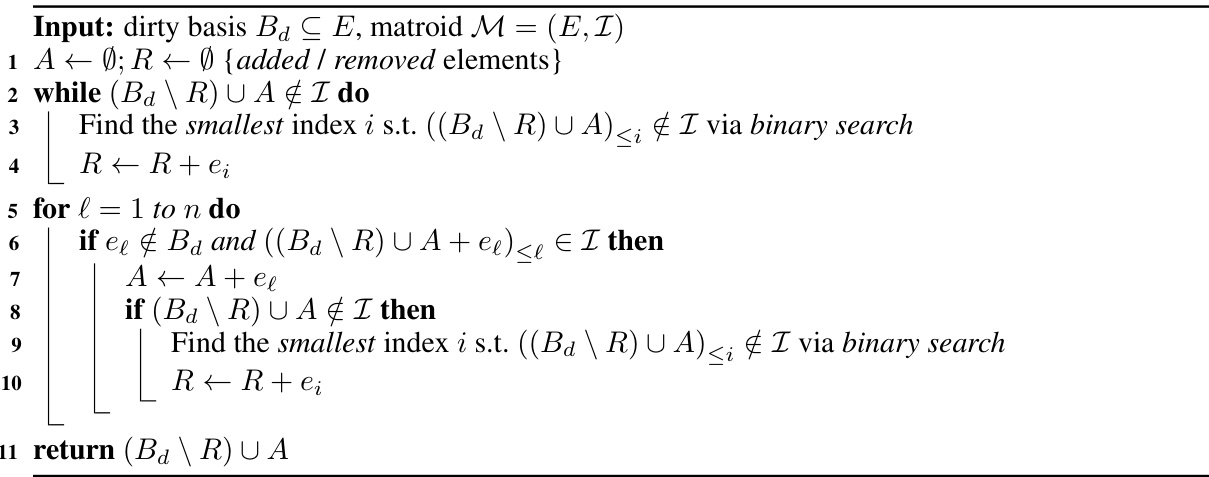 Input: dirty basis B_d ⊆ E, matroid ℳ = (E, ℐ)
1 A ← ∅; R ← ∅ {added / removed elements}
2 while (B_d \ R) ∪ A ∉ ℐ do
3 Find the smallest index i s.t. ((B_d \ R) ∪ A)_{≤i} ∉ ℐ via binary search
4 R ← R + e_i
5 for ℓ = 1 to n do
6 if e_ℓ ∉ B_d and ((B_d \ R) ∪ A + e_ℓ)_{≤ℓ} ∈ ℐ then
7 A ← A + e_ℓ
8 if (B_d \ R) ∪ A ∉ ℐ then
9 Find the smallest index i s.t. ((B_d \ R) ∪ A)_{≤i} ∉ ℐ via binary search
10 R ← R + e_i
11 return (B_d \ R) ∪ A